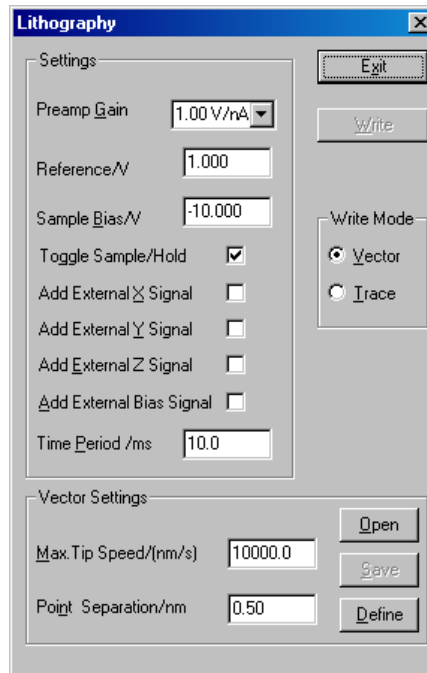 Lithography
Settings
Exit
Preamp Gain 1.00 V/nA
Write
Reference/V 1.000
Sample Bias/V -10.000
Write Mode
Toggle Sample/Hold
Vector
Add External X Signal
Trace
Add External Y Signal
Add External Z Signal
Add External Bias Signal
Time Period /ms 10.0
Vector Settings
Open
Max.Tip Speed/(nm/s) 10000.0
Save
Point Separation/nm 0.50
Define